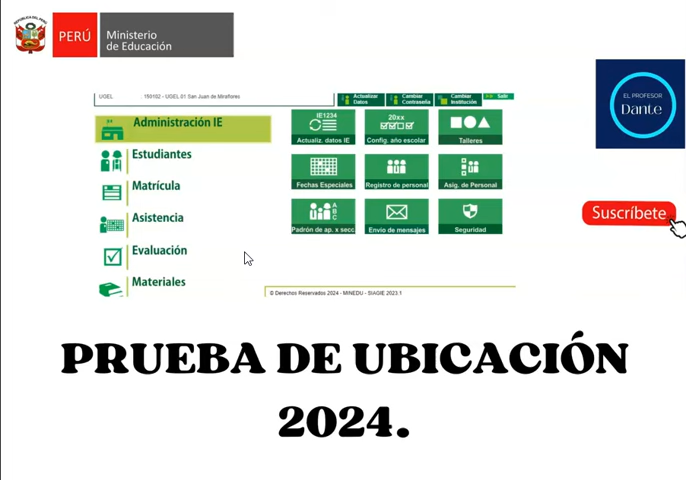 REPÚBLICA DEL PERÚ
PERÚ
Ministerio
de Educación
UGEL 150102 - UGEL 01 San Juan de Miraflores
Actualizar
Datos
Cambiar
Contraseña
Cambiar
Institución
Salir
EL PROFESOR
Dante
Administración IE
Estudiantes
Matrícula
Asistencia
Evaluación
Materiales
IE1234
Actualiz. datos IE
20xx
Config. año escolar
Talleres
Fechas Especiales
Registro de personal
Asig. de Personal
A
B
C
Padrón de ap. x secc.
Envío de mensajes
Seguridad
Suscríbete
© Derechos Reservados 2024 - MINEDU - SIAGIE 2023.1
PRUEBA DE UBICACIÓN
2024.